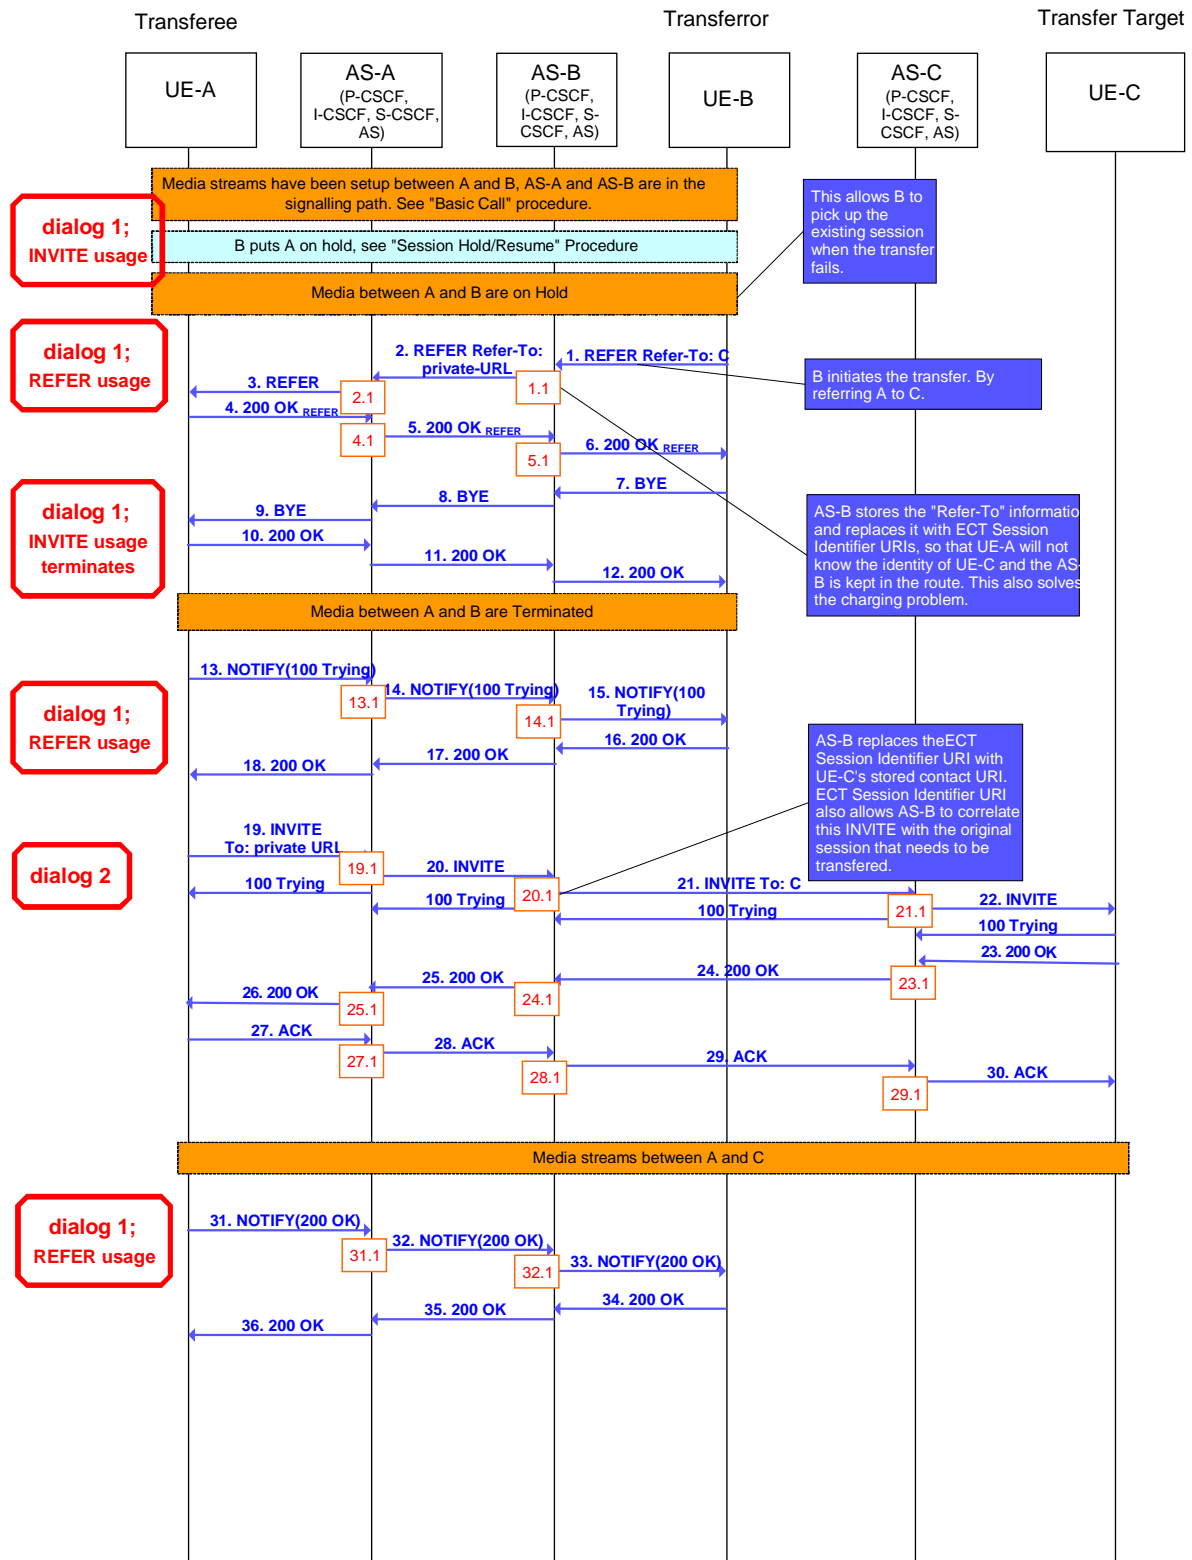 Transferee
Transferror
Transfer Target
UE-A
AS-A
(P-CSCF,
I-CSCF, S-CSCF,
AS)
AS-B
(P-CSCF,
I-CSCF, S-
CSCF, AS)
UE-B
AS-C
(P-CSCF,
I-CSCF, S-
CSCF, AS)
UE-C
Media streams have been setup between A and B, AS-A and AS-B are in the
signalling path. See "Basic Call" procedure.
This allows B to
pick up the
existing session
when the transfer
fails.
dialog 1;
INVITE usage
B puts A on hold, see "Session Hold/Resume" Procedure
Media between A and B are on Hold
dialog 1;
REFER usage
2. REFER Refer-To:
private-URL
1. REFER Refer-To: C
1.1
B initiates the transfer. By
referring A to C.
3. REFER
2.1
4. 200 OK REFER
4.1
5. 200 OK REFER
5.1
6. 200 OK REFER
dialog 1;
INVITE usage
terminates
7. BYE
8. BYE
9. BYE
10. 200 OK
11. 200 OK
12. 200 OK
AS-B stores the "Refer-To" informatio
and replaces it with ECT Session
Identifier URIs, so that UE-A will not
know the identity of UE-C and the AS-
B is kept in the route. This also solves
the charging problem.
Media between A and B are Terminated
13. NOTIFY(100 Trying)
13.1
14. NOTIFY(100 Trying)
14.1
15. NOTIFY(100
Trying)
dialog 1;
REFER usage
16. 200 OK
17. 200 OK
18. 200 OK
AS-B replaces theECT
Session Identifier URI with
UE-C's stored contact URI.
ECT Session Identifier URI
also allows AS-B to correlate
this INVITE with the original
session that needs to be
transfered.
19. INVITE
To: private URL
19.1
dialog 2
20. INVITE
100 Trying
20.1
21. INVITE To: C
100 Trying
21.1
22. INVITE
100 Trying
100 Trying
23. 200 OK
23.1
24. 200 OK
24.1
25. 200 OK
25.1
26. 200 OK
27. ACK
27.1
28. ACK
28.1
29. ACK
29.1
30. ACK
Media streams between A and C
dialog 1;
REFER usage
31. NOTIFY(200 OK)
31.1
32. NOTIFY(200 OK)
32.1
33. NOTIFY(200 OK)
34. 200 OK
35. 200 OK
36. 200 OK